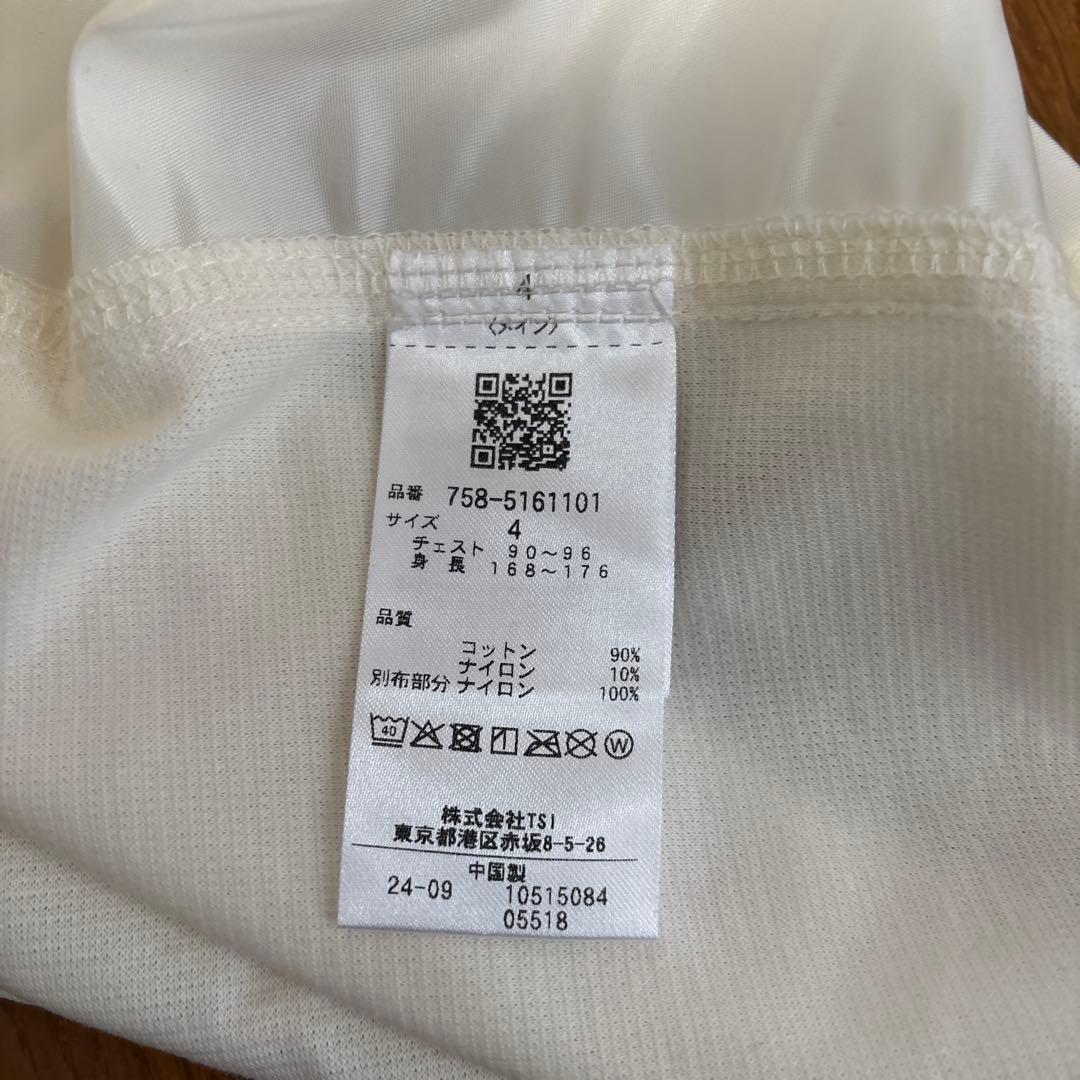 4
〈メイン〉
品番 758-5161101
サイズ 4
チェスト 90～96
身長 168～176
品質
コットン 90%
ナイロン 10%
別布部分 ナイロン 100%
40
W
株式会社TSI
東京都港区赤坂8-5-26
中国製
24-09 10515084
05518